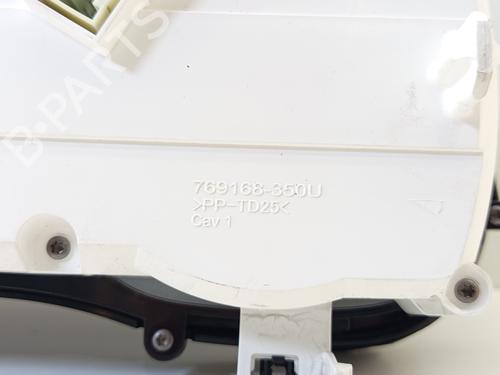 B-PARTS
769168-350U
>PP-TD25<
Cav 1